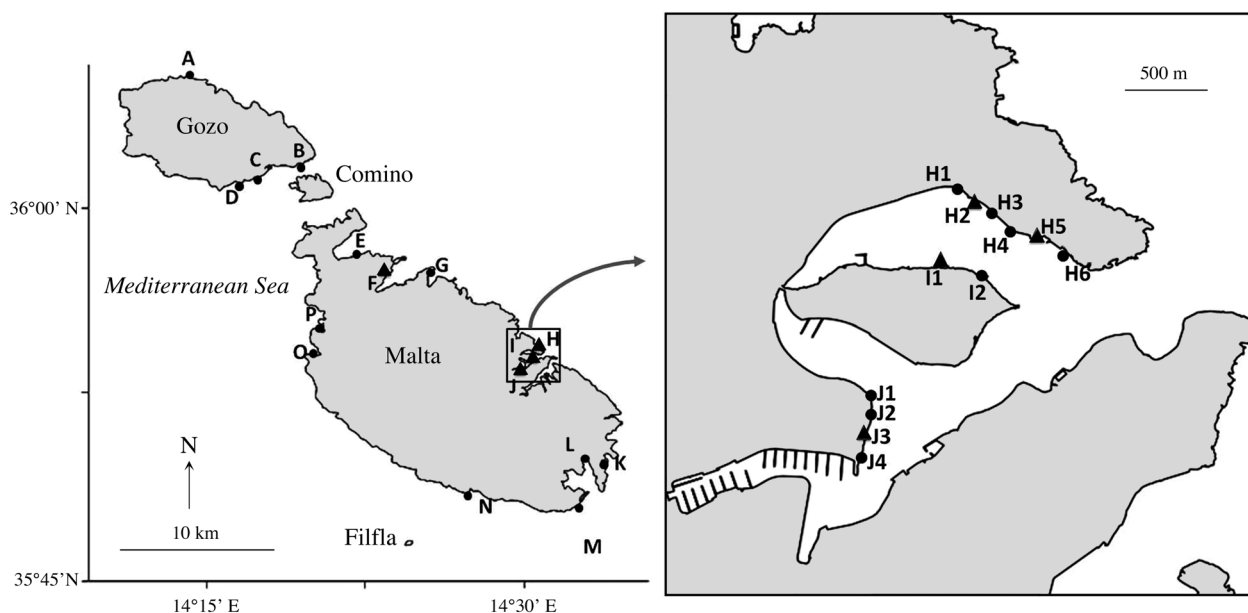 A
Gozo
C
B
Comino
D
36°00’ N
E
G
F
Mediterranean Sea
P
H
I
O
Malta
J
N
L
K
10 km
N
Filfla
M
35°45’N
14°15’ E
14°30’ E
500 m
H1
H2
H3
H4
H5
H6
I1
I2
J1
J2
J3
J4